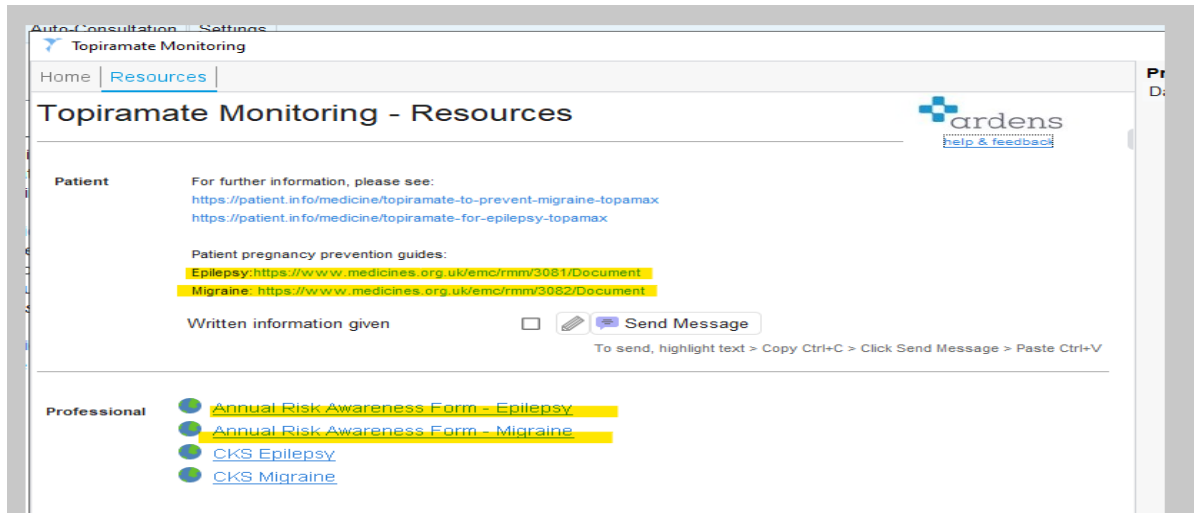 Auto-Consultation Settings
Topiramate Monitoring
Home Resources
Topiramate Monitoring - Resources
ardens
help & feedback
Patient
For further information, please see:
https://patient.info/medicine/topiramate-to-prevent-migraine-topamax
https://patient.info/medicine/topiramate-for-epilepsy-topamax
Patient pregnancy prevention guides:
Epilepsy:https://www.medicines.org.uk/emc/rmm/3081/Document
Migraine: https://www.medicines.org.uk/emc/rmm/3082/Document
Written information given Send Message
To send, highlight text > Copy Ctrl+C > Click Send Message > Paste Ctrl+V
Professional
Annual Risk Awareness Form - Epilepsy
Annual Risk Awareness Form - Migraine
CKS Epilepsy
CKS Migraine